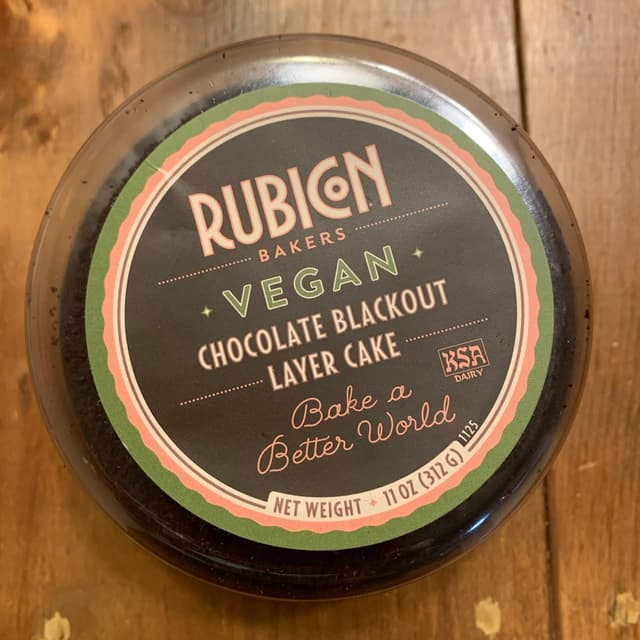 RUBICON
BAKERS
VEGAN
CHOCOLATE BLACKOUT
LAYER CAKE
KSA
DAIRY
Bake a
Better World
1125
NET WEIGHT 11 OZ (312 G)